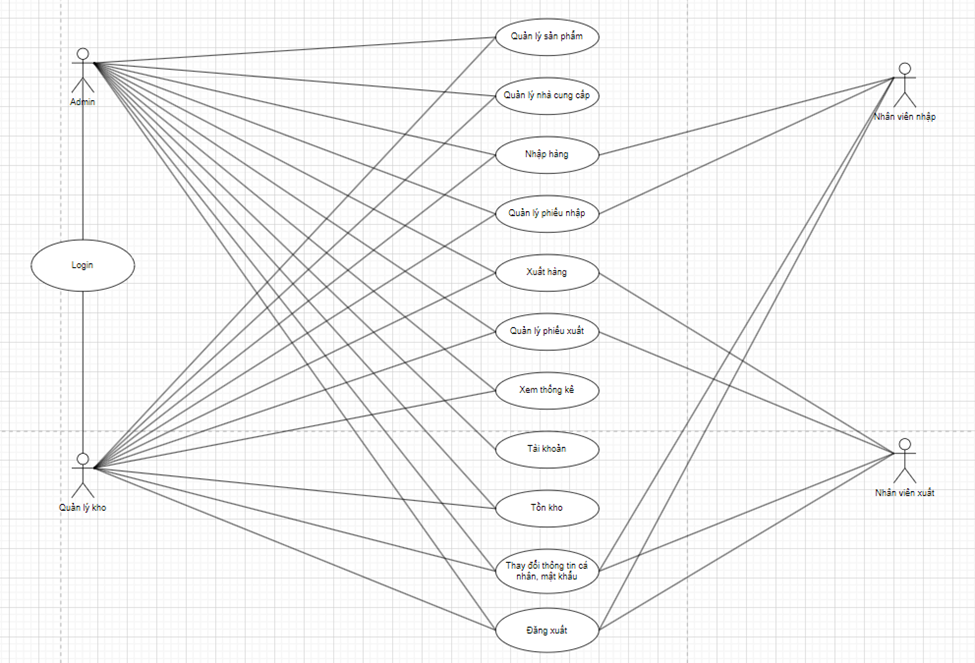 Quản lý sản phẩm
Admin
Quản lý nhà cung cấp
Nhân viên nhập
Nhập hàng
Quản lý phiếu nhập
Login
Xuất hàng
Quản lý phiếu xuất
Xem thống kê
Tài khoản
Quản lý kho
Nhân viên xuất
Tồn kho
Thay đổi thông tin cá
nhân, mật khẩu
Đăng xuất